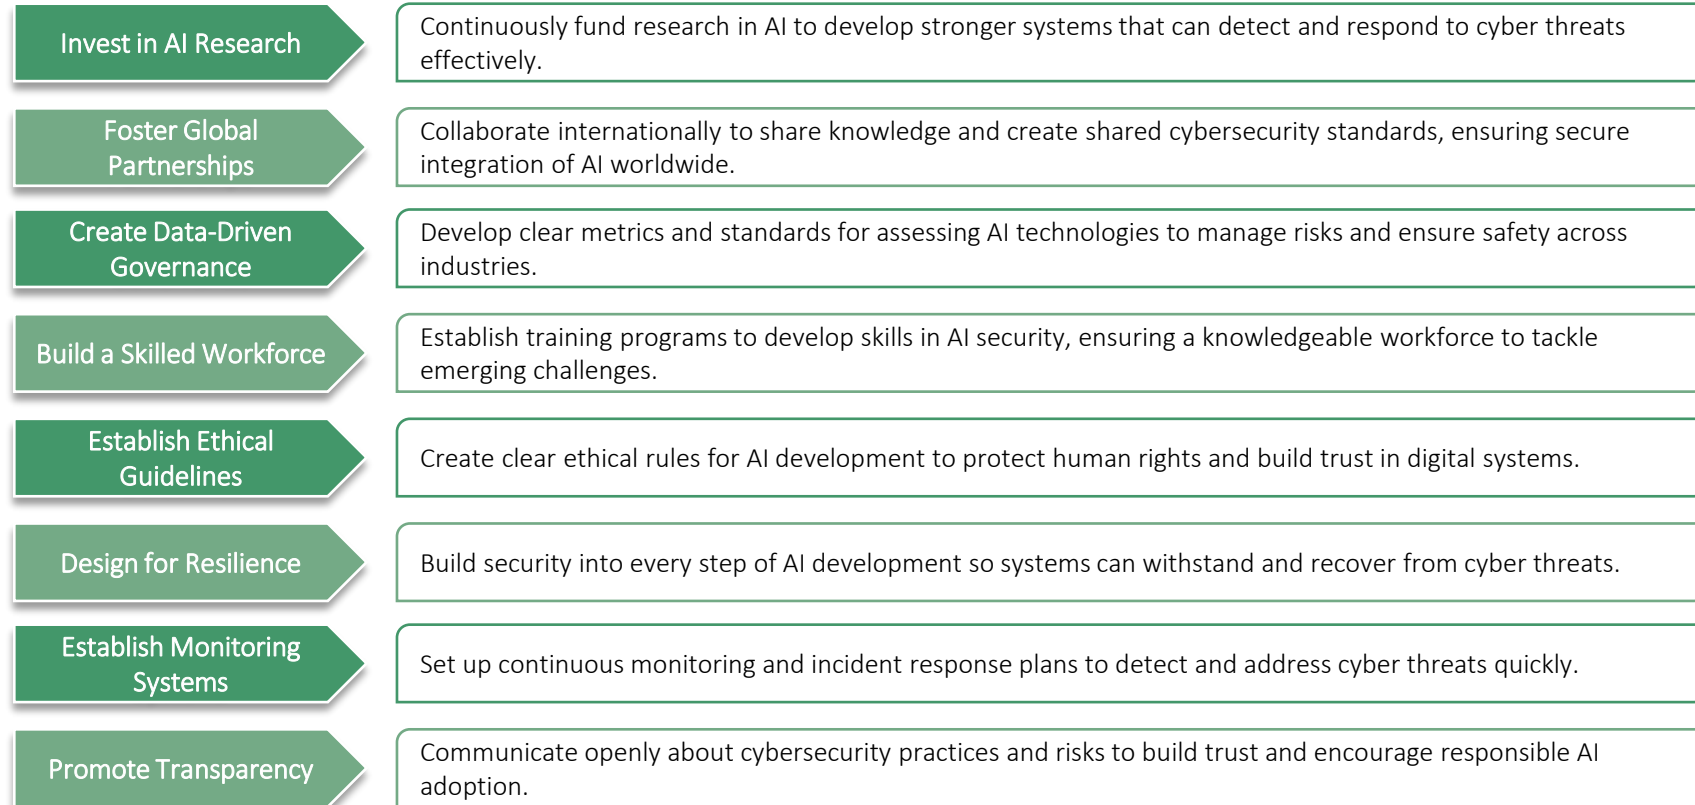 Invest in AI Research
Continuously fund research in AI to develop stronger systems that can detect and respond to cyber threats
effectively.
Foster Global
Partnerships
Collaborate internationally to share knowledge and create shared cybersecurity standards, ensuring secure
integration of AI worldwide.
Create Data-Driven
Governance
Develop clear metrics and standards for assessing AI technologies to manage risks and ensure safety across
industries.
Build a Skilled Workforce
Establish training programs to develop skills in AI security, ensuring a knowledgeable workforce to tackle
emerging challenges.
Establish Ethical
Guidelines
Create clear ethical rules for AI development to protect human rights and build trust in digital systems.
Design for Resilience
Build security into every step of AI development so systems can withstand and recover from cyber threats.
Establish Monitoring
Systems
Set up continuous monitoring and incident response plans to detect and address cyber threats quickly.
Promote Transparency
Communicate openly about cybersecurity practices and risks to build trust and encourage responsible AI
adoption.